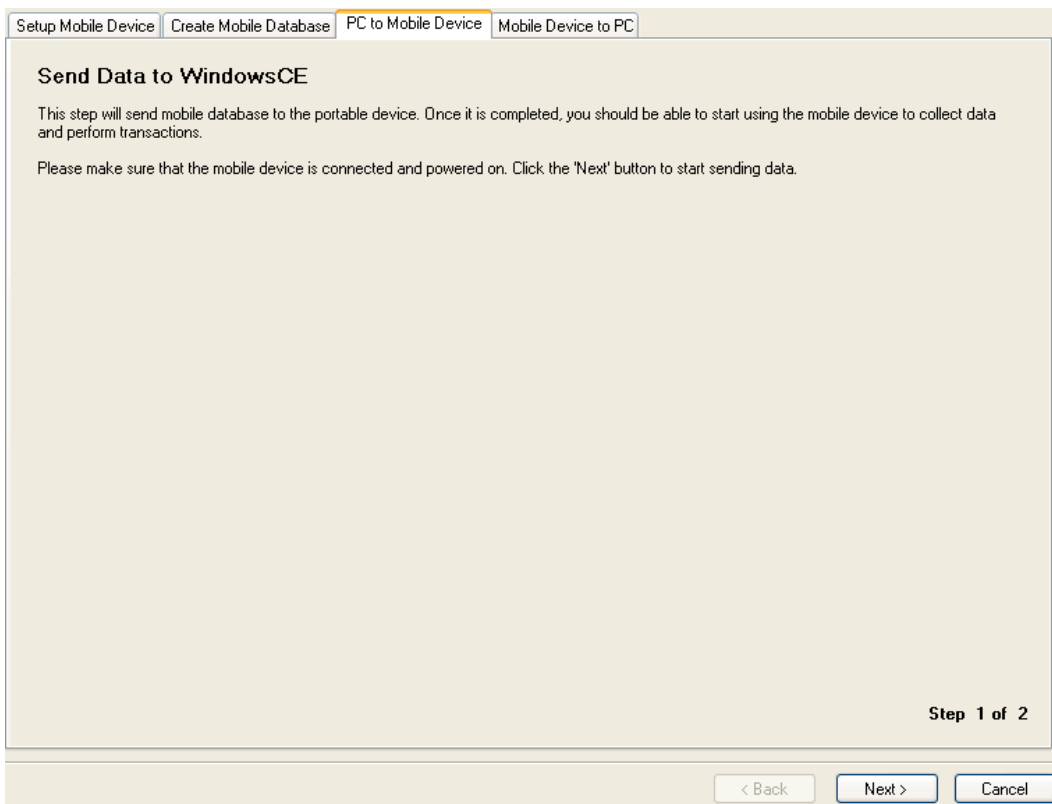 Setup Mobile Device Create Mobile Database PC to Mobile Device Mobile Device to PC
Send Data to WindowsCE
This step will send mobile database to the portable device. Once it is completed, you should be able to start using the mobile device to collect data
and perform transactions.
Please make sure that the mobile device is connected and powered on. Click the 'Next' button to start sending data.
Step 1 of 2
< Back Next > Cancel